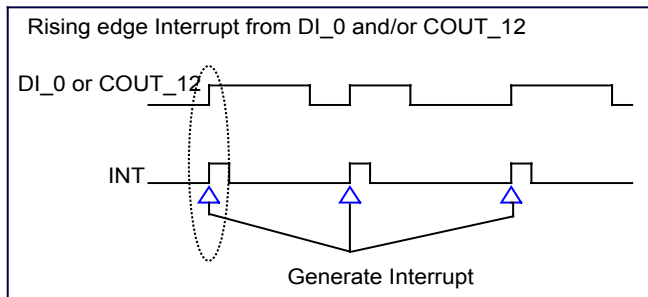 Rising edge Interrupt from DI_0 and/or COUT_12
DI_0 or COUT_12
INT
Generate Interrupt